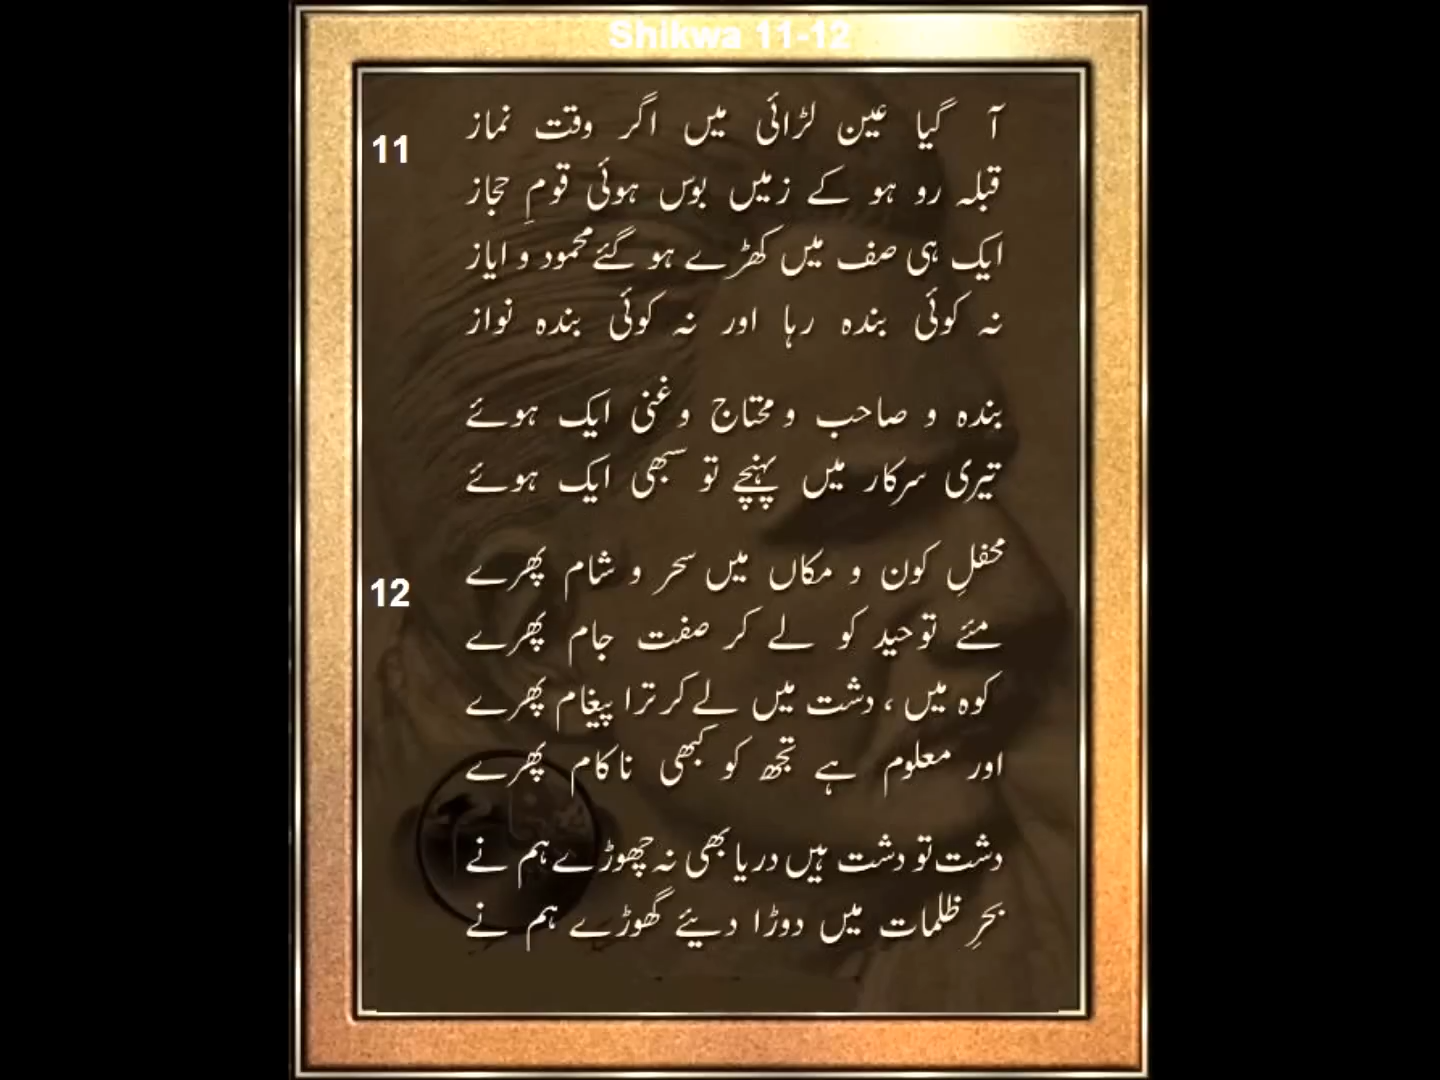 Shikwa 11-12
11
آ گیا عین لڑائی میں اگر وقت نماز
قبلہ رو ہو کے زمیں بوس ہوئی قومِ حجاز
ایک ہی صف میں کھڑے ہو گئے محمود و ایاز
نہ کوئی بندہ رہا اور نہ کوئی بندہ نواز
بندہ و صاحب و محتاج و غنی ایک ہوئے
تیری سرکار میں پہنچے تو سبھی ایک ہوئے
12
محفلِ کون و مکاں میں سحر و شام پھرے
مئے توحید کو لے کر صفت جام پھرے
کوہ میں ، دشت میں لے کر ترا پیغام پھرے
اور معلوم ہے تجھ کو کبھی ناکام پھرے
دشت تو دشت ہیں دریا بھی نہ چھوڑے ہم نے
بحرِ ظلمات میں دوڑا دیئے گھوڑے ہم نے